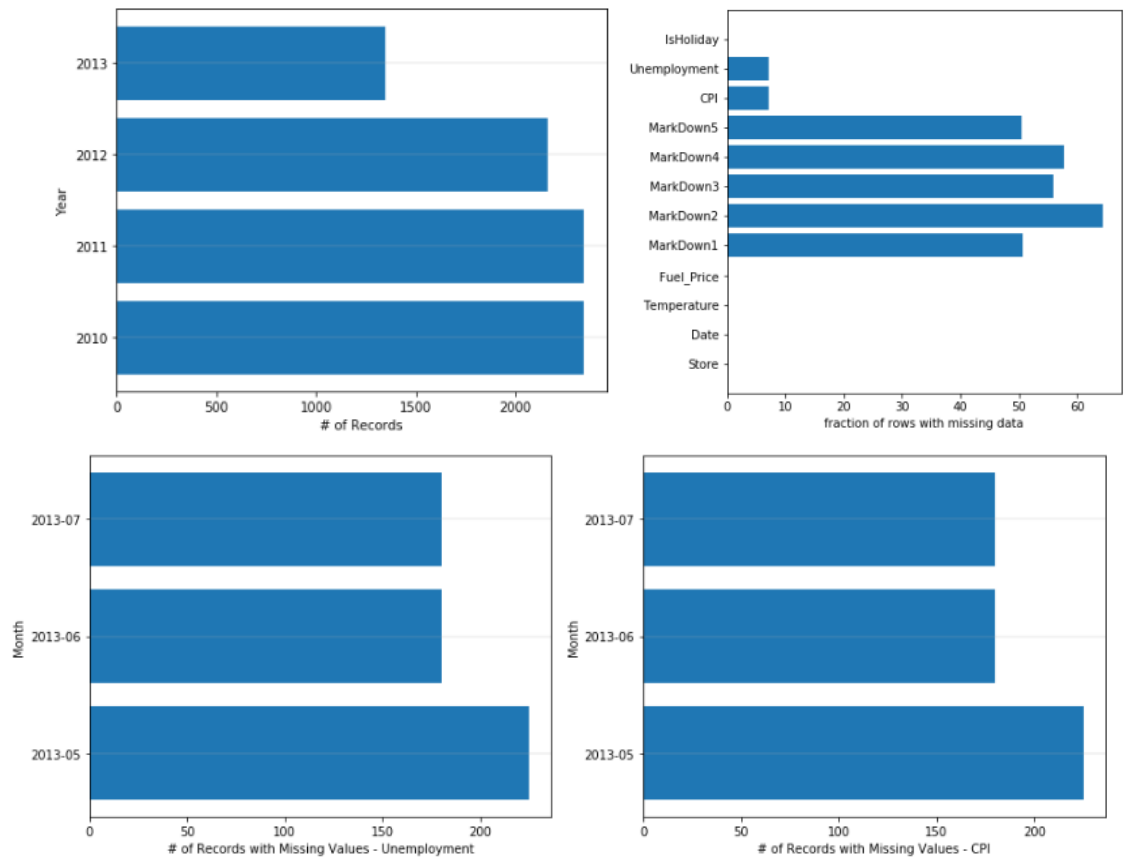 2013
2012
2011
2010
Year
0 500 1000 1500 2000
# of Records
IsHoliday
Unemployment
CPI
MarkDown5
MarkDown4
MarkDown3
MarkDown2
MarkDown1
Fuel_Price
Temperature
Date
Store
0 10 20 30 40 50 60
fraction of rows with missing data
2013-07
2013-06
2013-05
Month
0 50 100 150 200
# of Records with Missing Values - Unemployment
2013-07
2013-06
2013-05
Month
0 50 100 150 200
# of Records with Missing Values - CPI